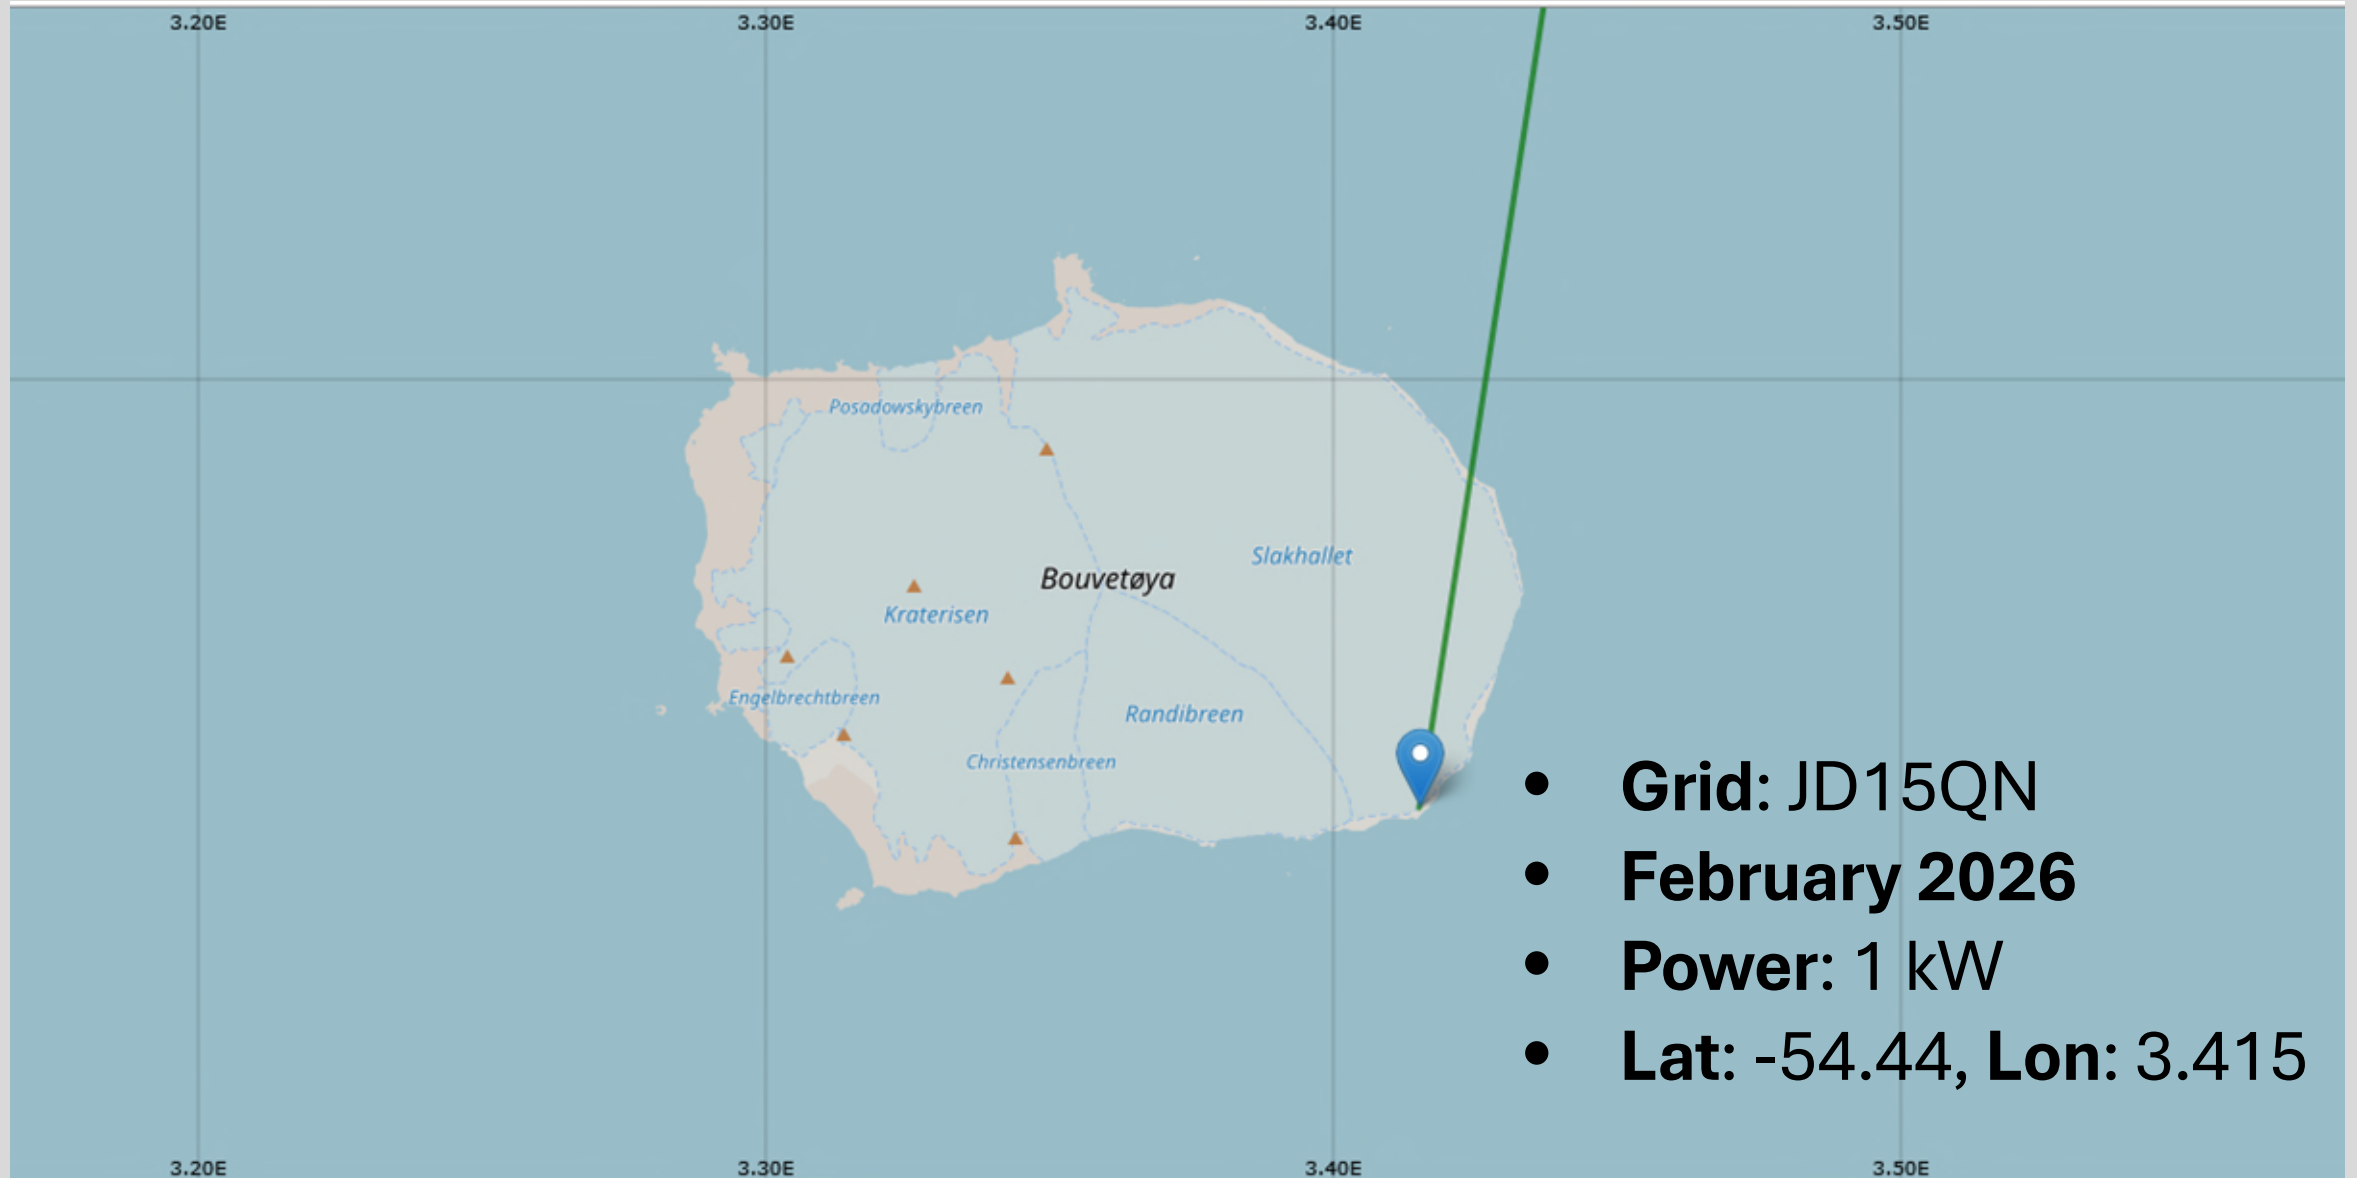 3.20E 3.30E 3.40E 3.50E
Posadowskybreen
Slakhallet
Bouvetøya
Kraterisen
Engelbrechtbreen
Randibreen
Christensenbreen
• Grid: JD15QN
• February 2026
• Power: 1 kW
• Lat: -54.44, Lon: 3.415
3.20E 3.30E 3.40E 3.50E